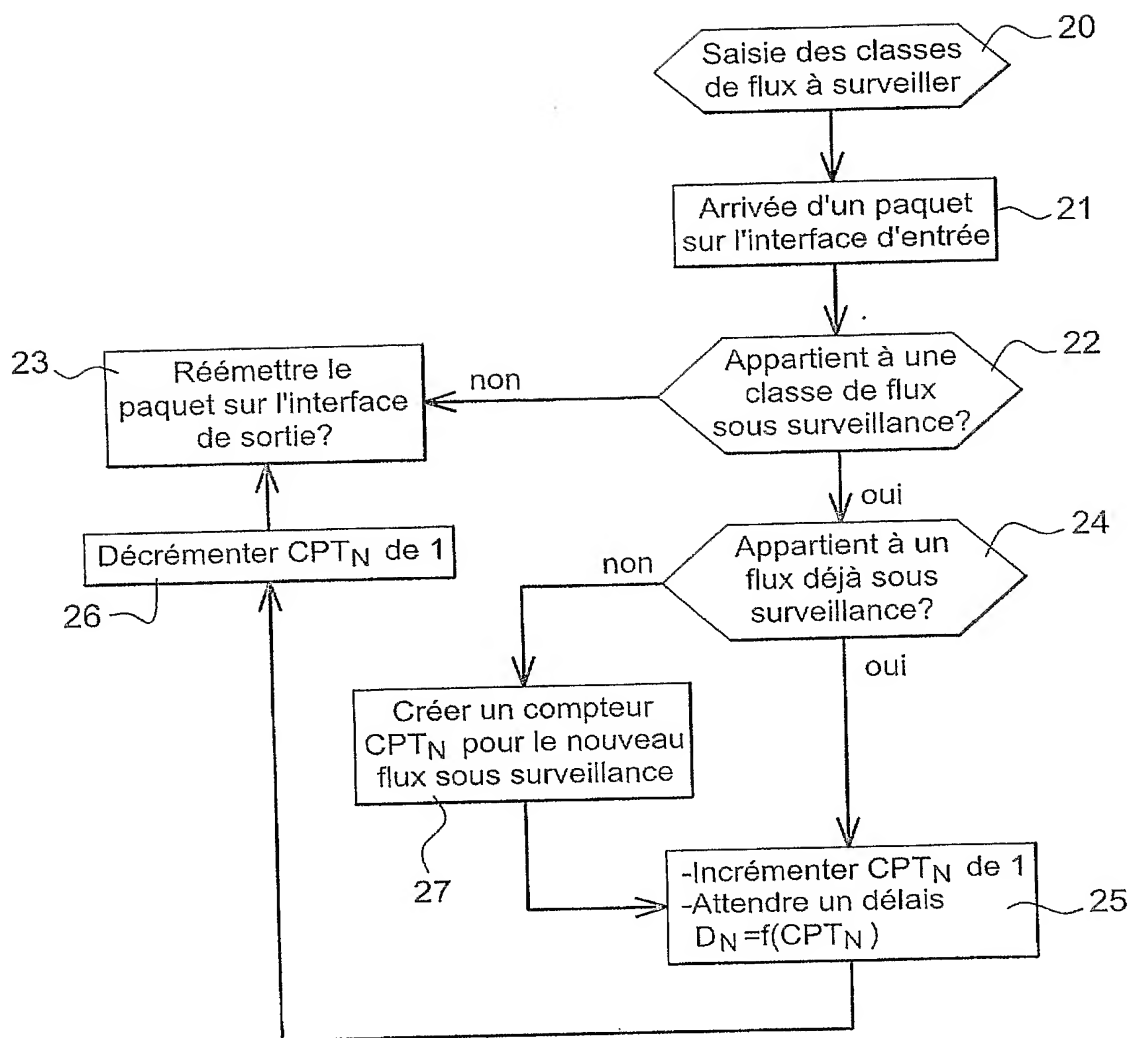 Saisie des classes
de flux à surveiller
20
Arrivée d'un paquet
sur l'interface d'entrée
21
Appartient à une
classe de flux
sous surveillance?
22
non
oui
23
Réémettre le
paquet sur l'interface
de sortie?
Décrémenter CPTN de 1
26
Appartient à un
flux déjà sous
surveillance?
24
non
oui
Créer un compteur
CPTN pour le nouveau
flux sous surveillance
27
-Incrémenter CPTN de 1
-Attendre un délais
DN=f(CPTN)
25